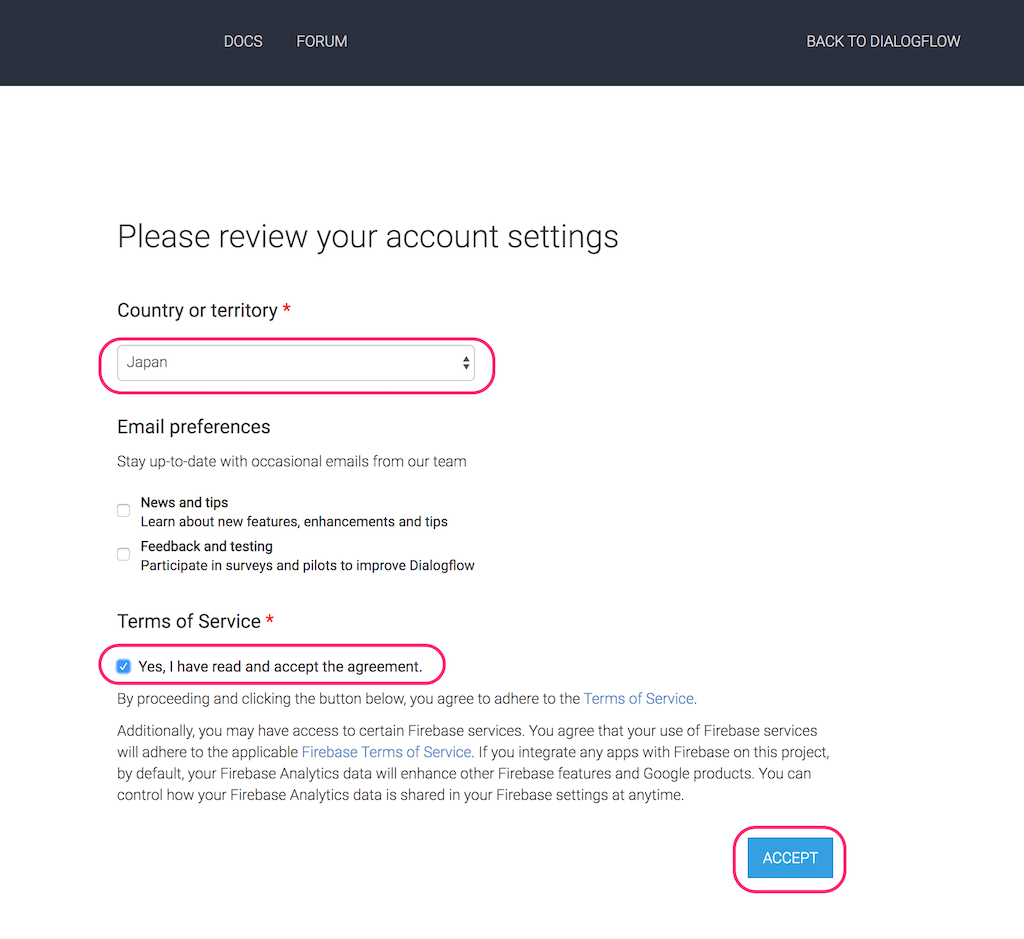 DOCS FORUM BACK TO DIALOGFLOW
Please review your account settings
Country or territory *
Japan
Email preferences
Stay up-to-date with occasional emails from our team
News and tips
Learn about new features, enhancements and tips
Feedback and testing
Participate in surveys and pilots to improve Dialogflow
Terms of Service *
Yes, I have read and accept the agreement.
By proceeding and clicking the button below, you agree to adhere to the Terms of Service.
Additionally, you may have access to certain Firebase services. You agree that your use of Firebase services
will adhere to the applicable Firebase Terms of Service. If you integrate any apps with Firebase on this project,
by default, your Firebase Analytics data will enhance other Firebase features and Google products. You can
control how your Firebase Analytics data is shared in your Firebase settings at anytime.
ACCEPT